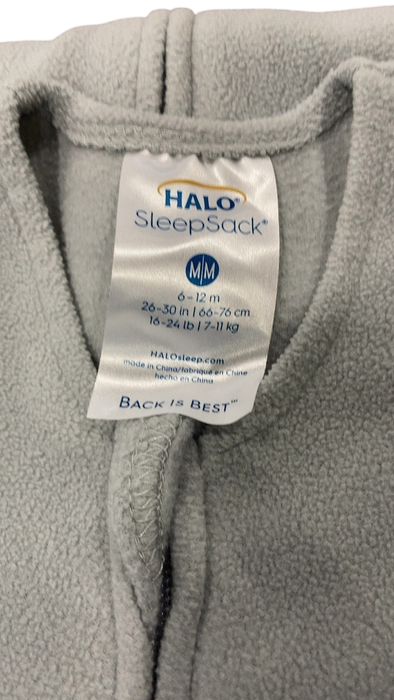 HALO®
SleepSack®
M|M
6-12 m
26-30 in | 66-76 cm
16-24 lb | 7-11 kg
HALOsleep.com
made in China/fabriqué en Chine
hecho en China
BACK IS BEST™